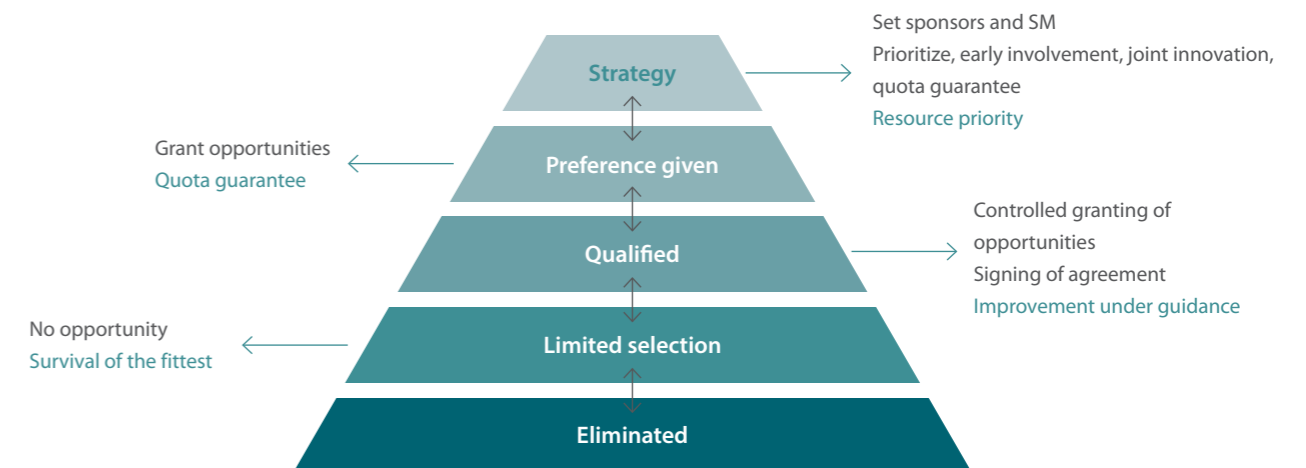 Set sponsors and SM
Prioritize, early involvement, joint innovation,
quota guarantee
Resource priority
Strategy
Grant opportunities
Quota guarantee
Preference given
Controlled granting of
opportunities
Signing of agreement
Improvement under guidance
Qualified
No opportunity
Survival of the fittest
Limited selection
Eliminated